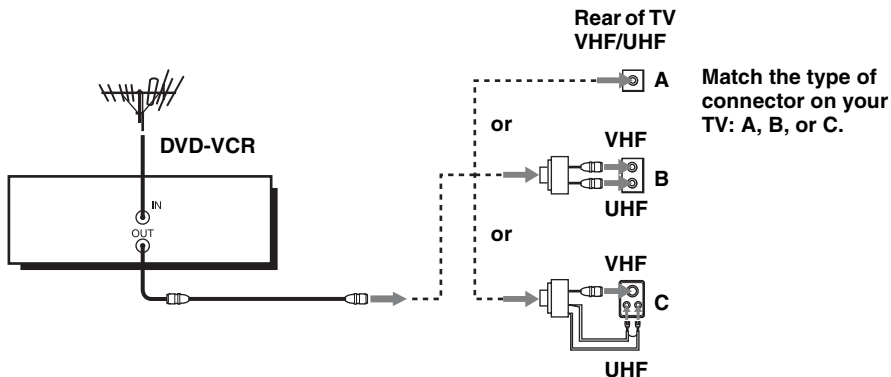 Rear of TV
VHF/UHF
A
Match the type of
connector on your
TV: A, B, or C.
or
VHF
DVD-VCR
B
IN
UHF
OUT
or
VHF
C
UHF